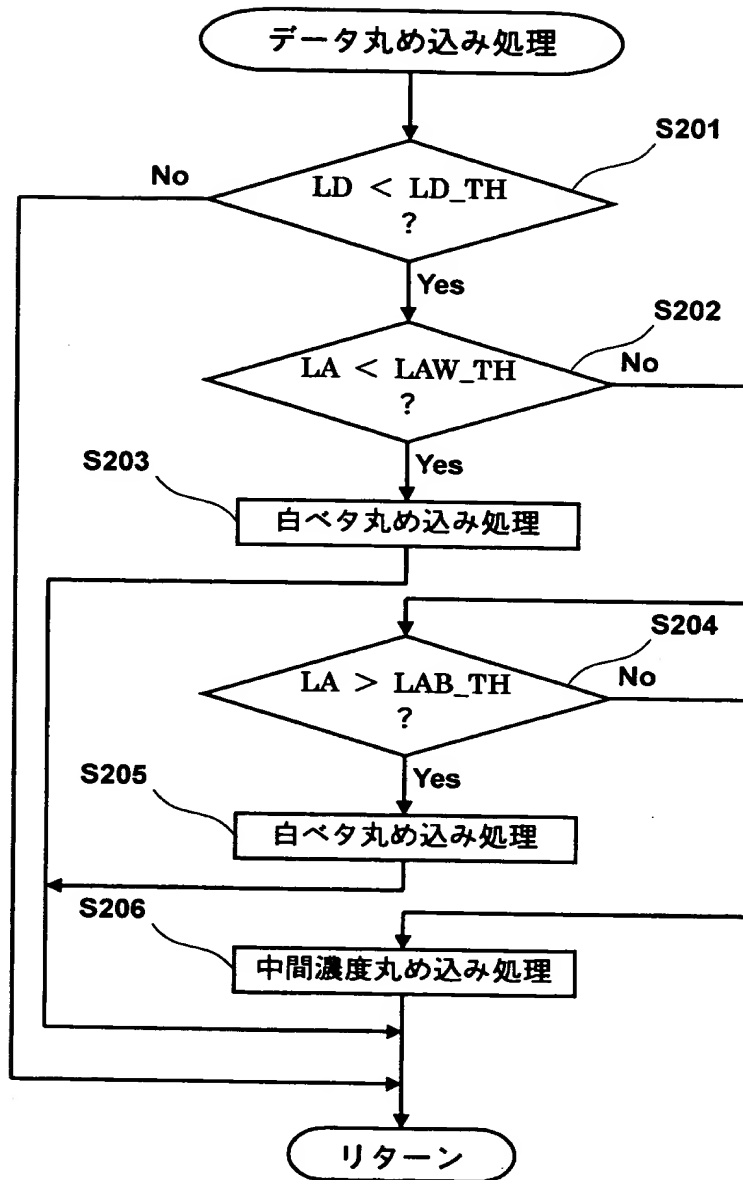 データ丸め込み処理
S201
No
LD < LD_TH
?
Yes
S202
LA < LAW_TH
No
?
S203
Yes
白ベタ丸め込み処理
S204
LA > LAB_TH
No
?
S205
Yes
白ベタ丸め込み処理
S206
中間濃度丸め込み処理
リターン